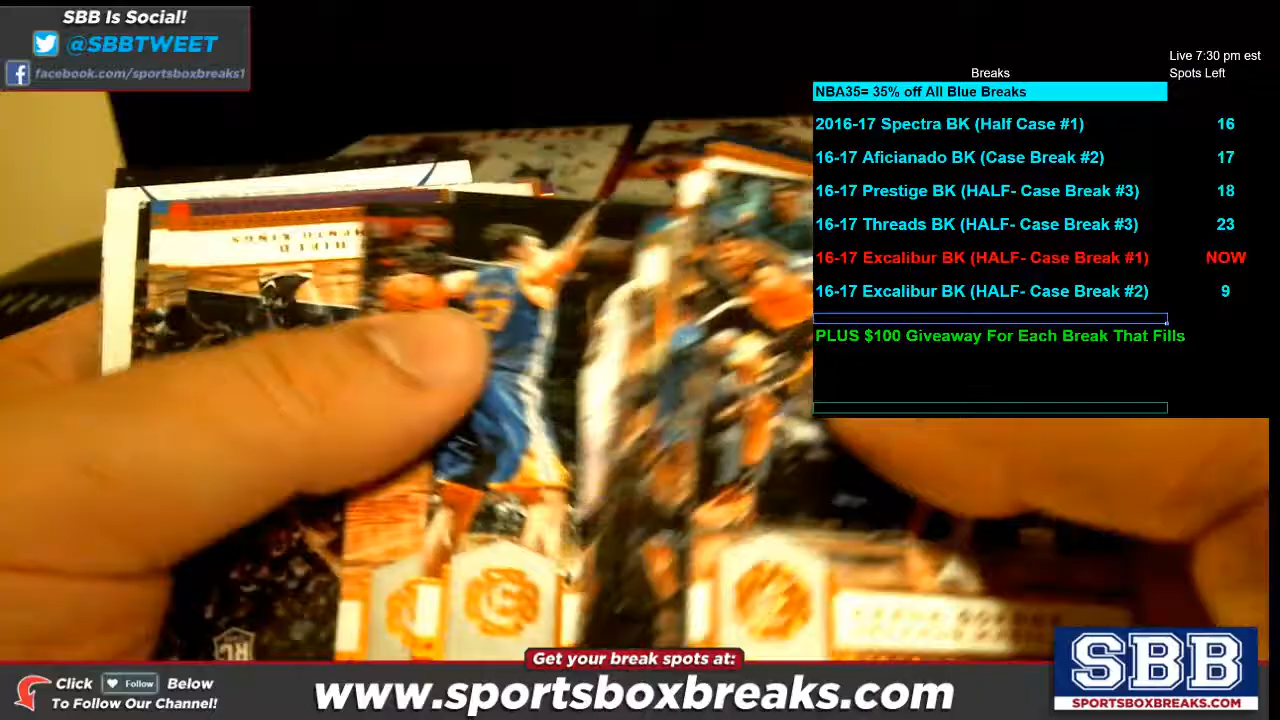 SBB Is Social!
@SBBTWEET
facebook.com/sportsboxbreaks1
Live 7:30 pm est
Breaks
Spots Left
NBA35= 35% off All Blue Breaks
2016-17 Spectra BK (Half Case #1) 16
16-17 Aficianado BK (Case Break #2) 17
16-17 Prestige BK (HALF- Case Break #3) 18
16-17 Threads BK (HALF- Case Break #3) 23
16-17 Excalibur BK (HALF- Case Break #1) NOW
16-17 Excalibur BK (HALF- Case Break #2) 9
PLUS $100 Giveaway For Each Break That Fills
RC
Get your break spots at:
www.sportsboxbreaks.com
Click Follow Below
To Follow Our Channel!
SBB
SPORTSBOXBREAKS.COM